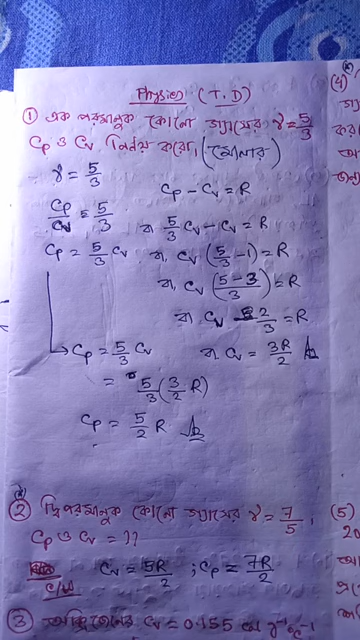 Physics (T.D)
① এক পরমাণুক কোনো গ্যাসের γ = 5/3
Cp ও Cv নির্ণয় করো। (মোলার)
γ = 5/3
Cp - Cv = R
Cp/Cv = 5/3
বা 5/3 Cv - Cv = R
Cp = 5/3 Cv
বা, Cv (5/3 - 1) = R
বা, Cv (5-3/3) = R
বা, Cv 2/3 = R
→ Cp = 5/3 Cv
বা Cv = 3R/2
= 5/3 (3/2 R)
Cp = 5/2 R
② দ্বিপরমাণুক কোনো গ্যাসের γ = 7/5,
Cp ও Cv = ??
Cv = 5R/2 ; Cp = 7R/2
C/W
③ Cv = 0.155
(4)
(5)
20